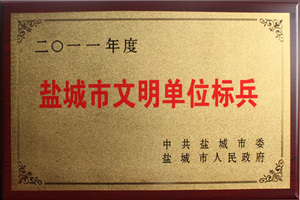 二〇一一年度
盐城市文明单位标兵
中共盐城市委
盐城市人民政府